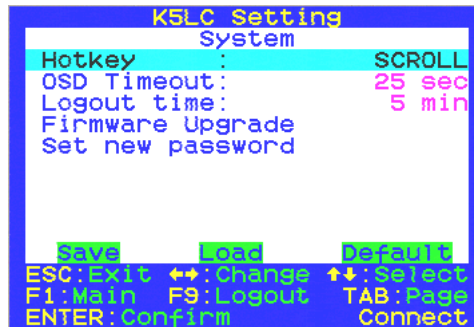 K5LC Setting
System
Hotkey : SCROLL
OSD Timeout: 25 sec
Logout time: 5 min
Firmware Upgrade
Set new password
Save Load Default
ESC:Exit ↔:Change ↕:Select
F1:Main F9:Logout TAB:Page
ENTER:Confirm Connect